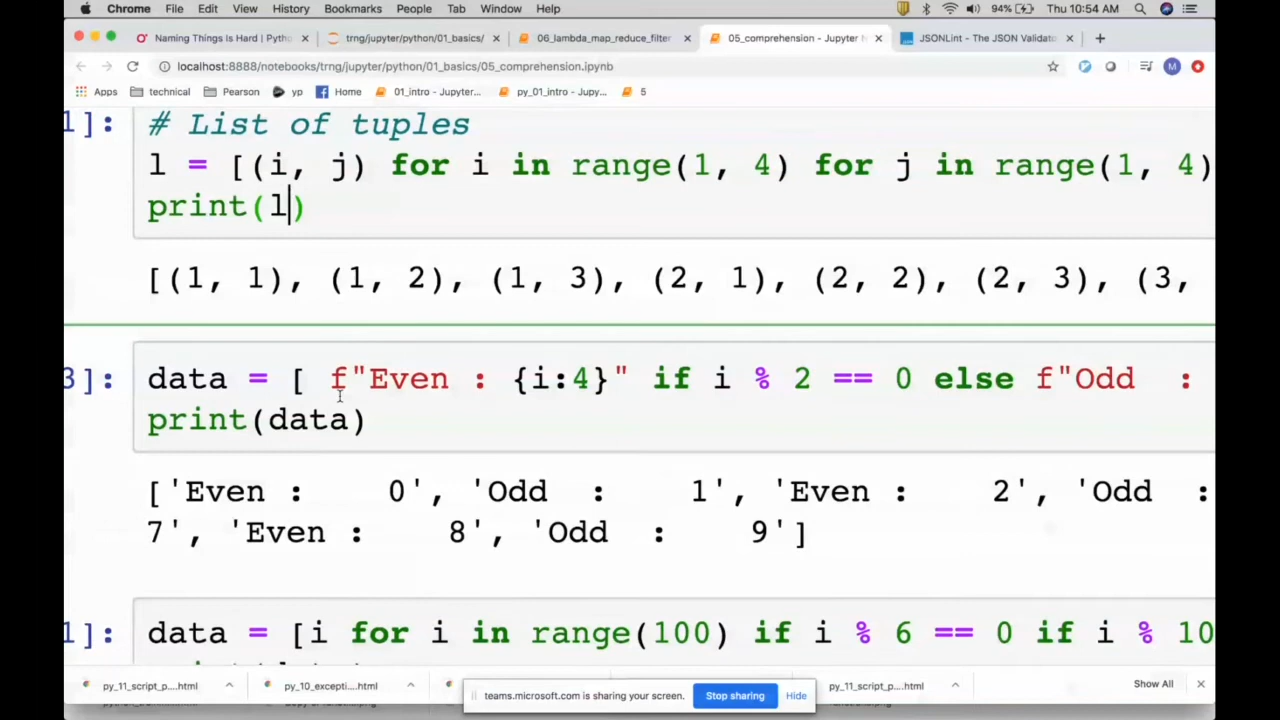 Chrome File Edit View History Bookmarks People Tab Window Help 94% Thu 10:54 AM
Naming Things Is Hard | Pytho trng/jupyter/python/01_basics/ 06_lambda_map_reduce_filter 05_comprehension - Jupyter N JSONLint - The JSON Validato
localhost:8888/notebooks/trng/jupyter/python/01_basics/05_comprehension.ipynb M
Apps technical Pearson yp Home 01_intro - Jupyter... py_01_intro - Jupy... 5
1]: # List of tuples
l = [(i, j) for i in range(1, 4) for j in range(1, 4)
print(l)
[(1, 1), (1, 2), (1, 3), (2, 1), (2, 2), (2, 3), (3,
3]: data = [ f"Even : {i:4}" if i % 2 == 0 else f"Odd  :
print(data)
['Even :    0', 'Odd  :    1', 'Even :    2', 'Odd  :
7', 'Even :    8', 'Odd  :    9']
1]: data = [i for i in range(100) if i % 6 == 0 if i % 10
py_11_script_p....html py_10_excepti....html teams.microsoft.com is sharing your screen. Stop sharing Hide py_11_script_p....html Show All